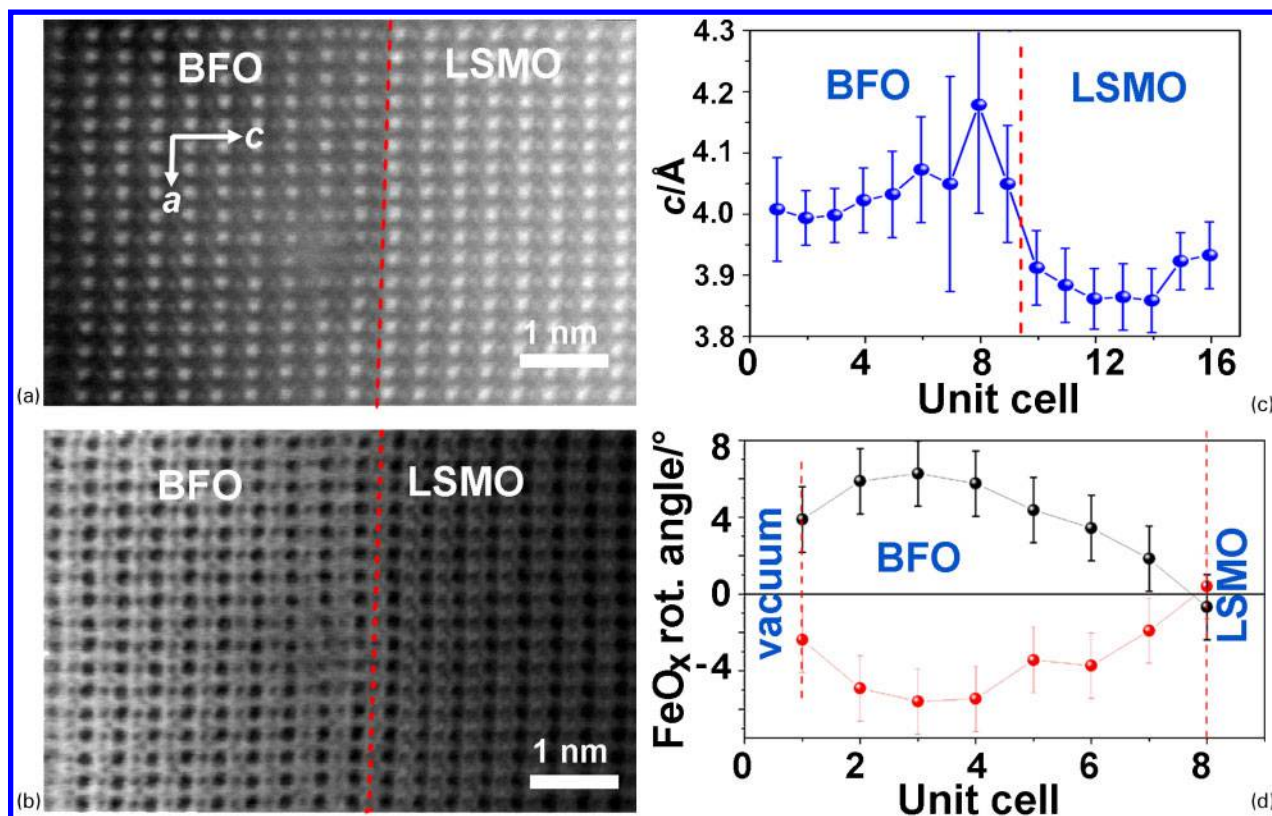 BFO
LSMO
c
a
1 nm
(a)
BFO
LSMO
1 nm
(b)
4.3
4.2
4.1
4.0
3.9
3.8
c/Å
BFO
LSMO
0 4 8 12 16
Unit cell
(c)
8
4
0
-4
FeOₓ rot. angle/°
vacuum
BFO
LSMO
0 2 4 6 8
Unit cell
(d)